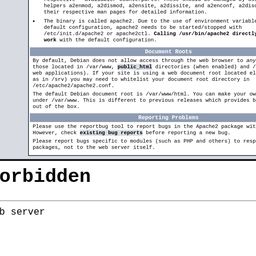 helpers a2enmod, a2dismod, a2ensite, a2dissite, and a2enconf, a2disc
their respective man pages for detailed information.
• The binary is called apache2. Due to the use of environment variabl
default configuration, apache2 needs to be started/stopped with
/etc/init.d/apache2 or apache2ctl. Calling /usr/bin/apache2 directly
work with the default configuration.
Document Roots
By default, Debian does not allow access through the web browser to any
those located in /var/www, public_html directories (when enabled) and /
web applications). If your site is using a web document root located el
as in /srv) you may need to whitelist your document root directory in
/etc/apache2/apache2.conf.
The default Debian document root is /var/www/html. You can make your ow
under /var/www. This is different to previous releases which provides b
out of the box.
Reporting Problems
Please use the reportbug tool to report bugs in the Apache2 package wit
However, check existing bug reports before reporting a new bug.
Please report bugs specific to modules (such as PHP and others) to resp
packages, not to the web server itself.
orbidden
b server